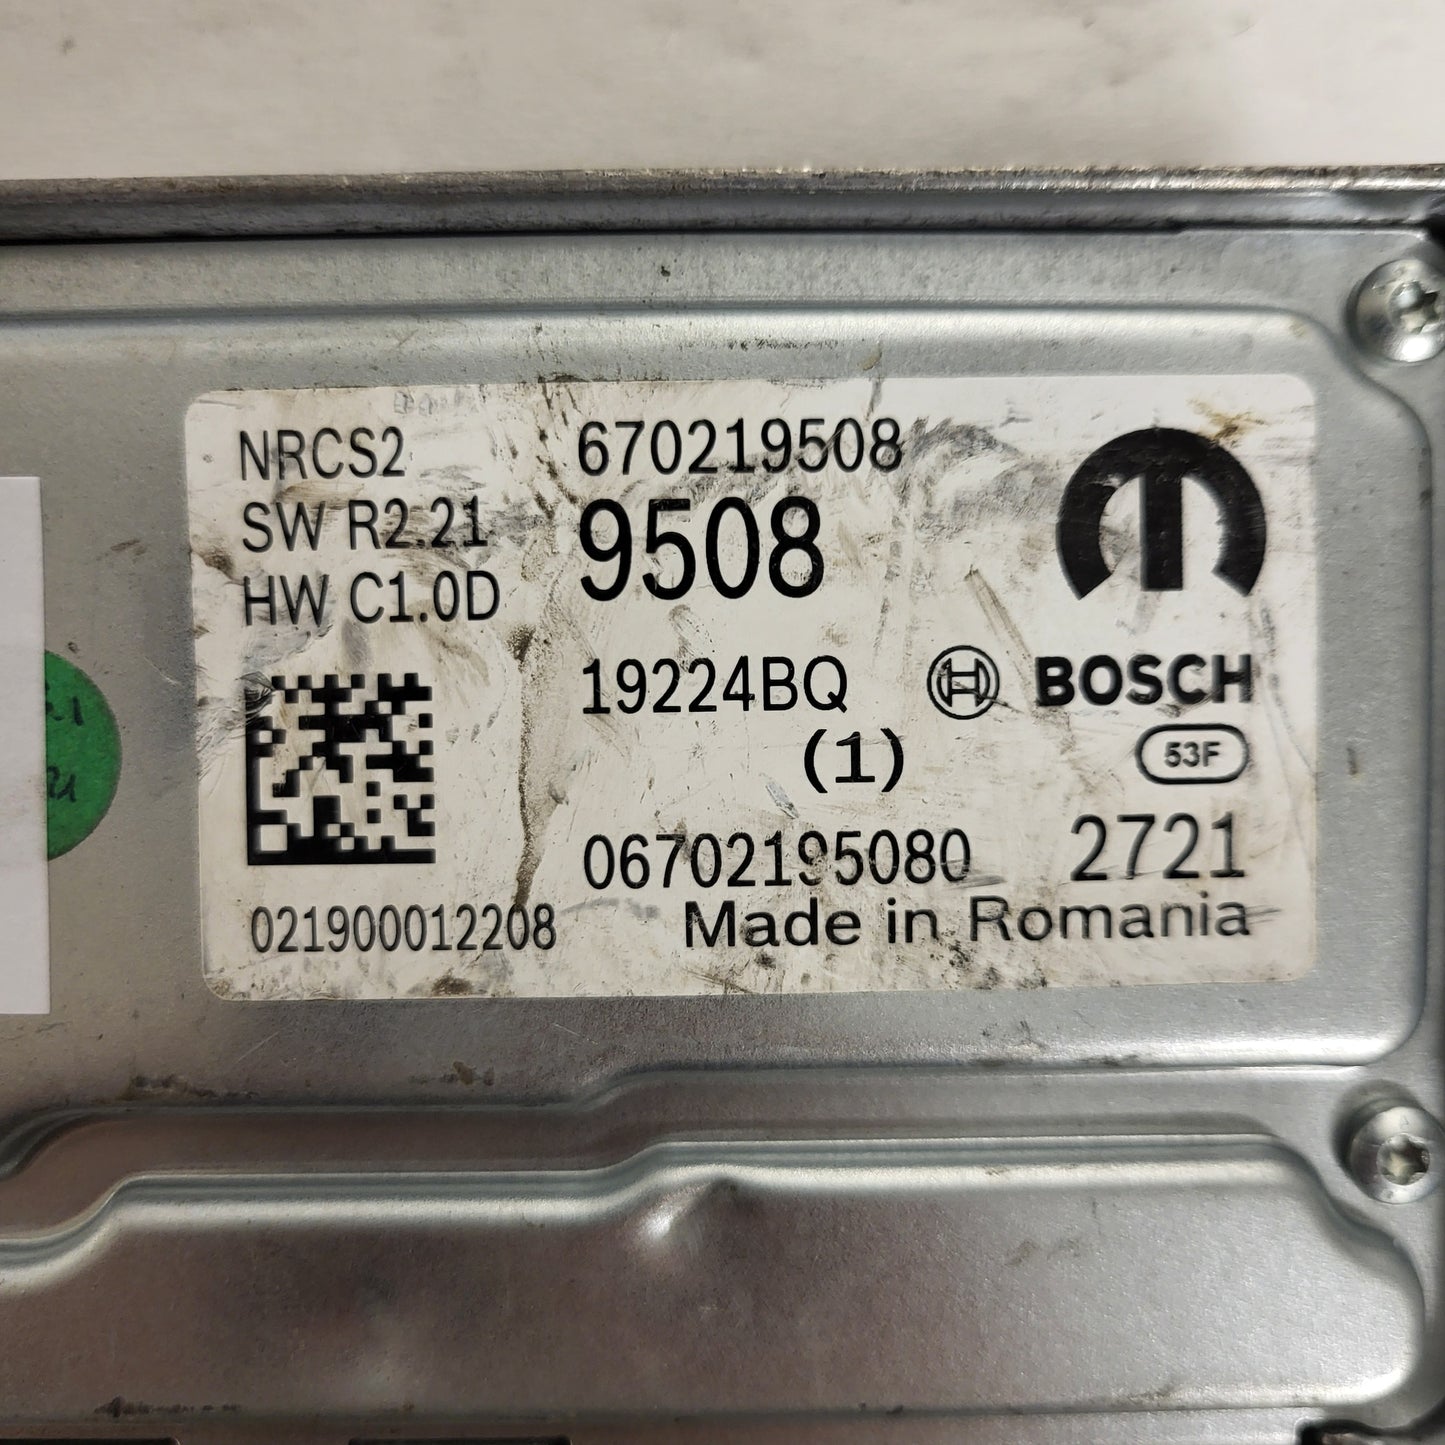 NRCS2 670219508
SW R2.21 9508
HW C1.0D
19224BQ BOSCH
(1) 53F
06702195080 2721
021900012208 Made in Romania